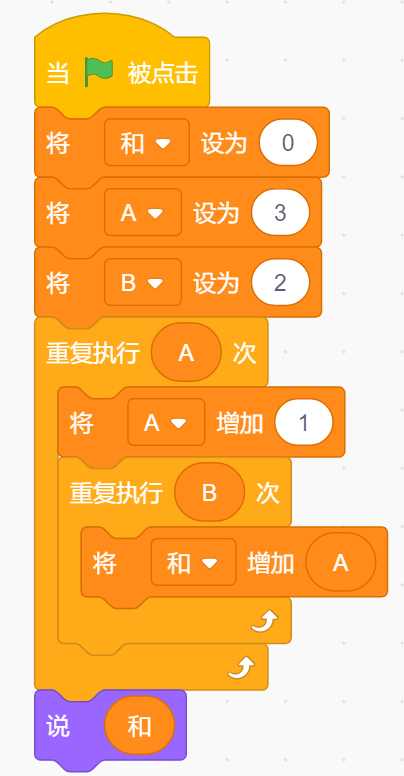 当 被点击
将 和 设为 0
将 A 设为 3
将 B 设为 2
重复执行 A 次
将 A 增加 1
重复执行 B 次
将 和 增加 A
说 和